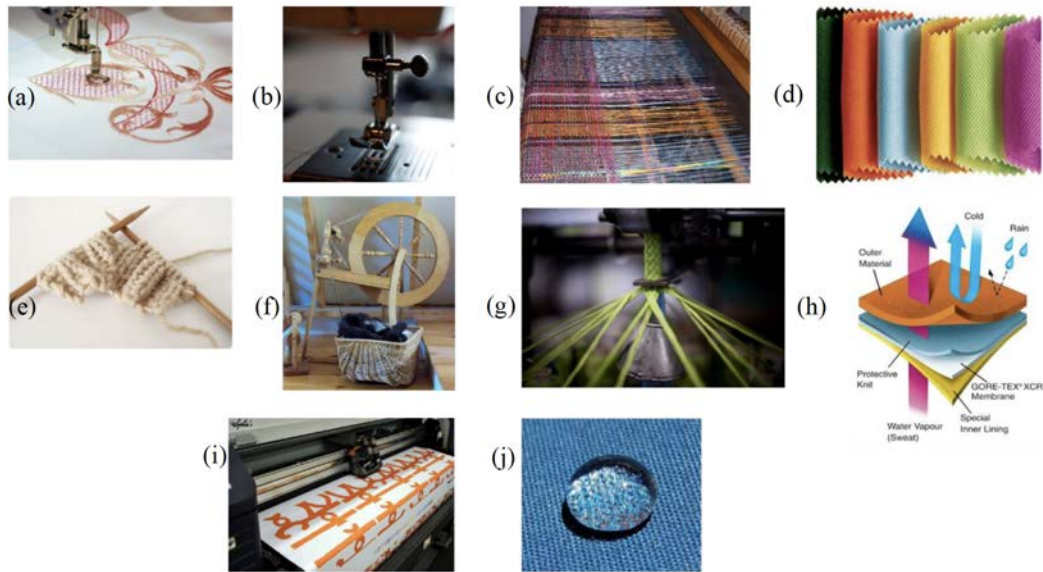 (a)
(b)
(c)
(d)
(e)
(f)
(g)
(h)
Cold
Rain
Outer
Material
Protective
Knit
GORE-TEX® XCR
Membrane
Special
Inner Lining
Water Vapour
(Sweat)
(i)
(j)